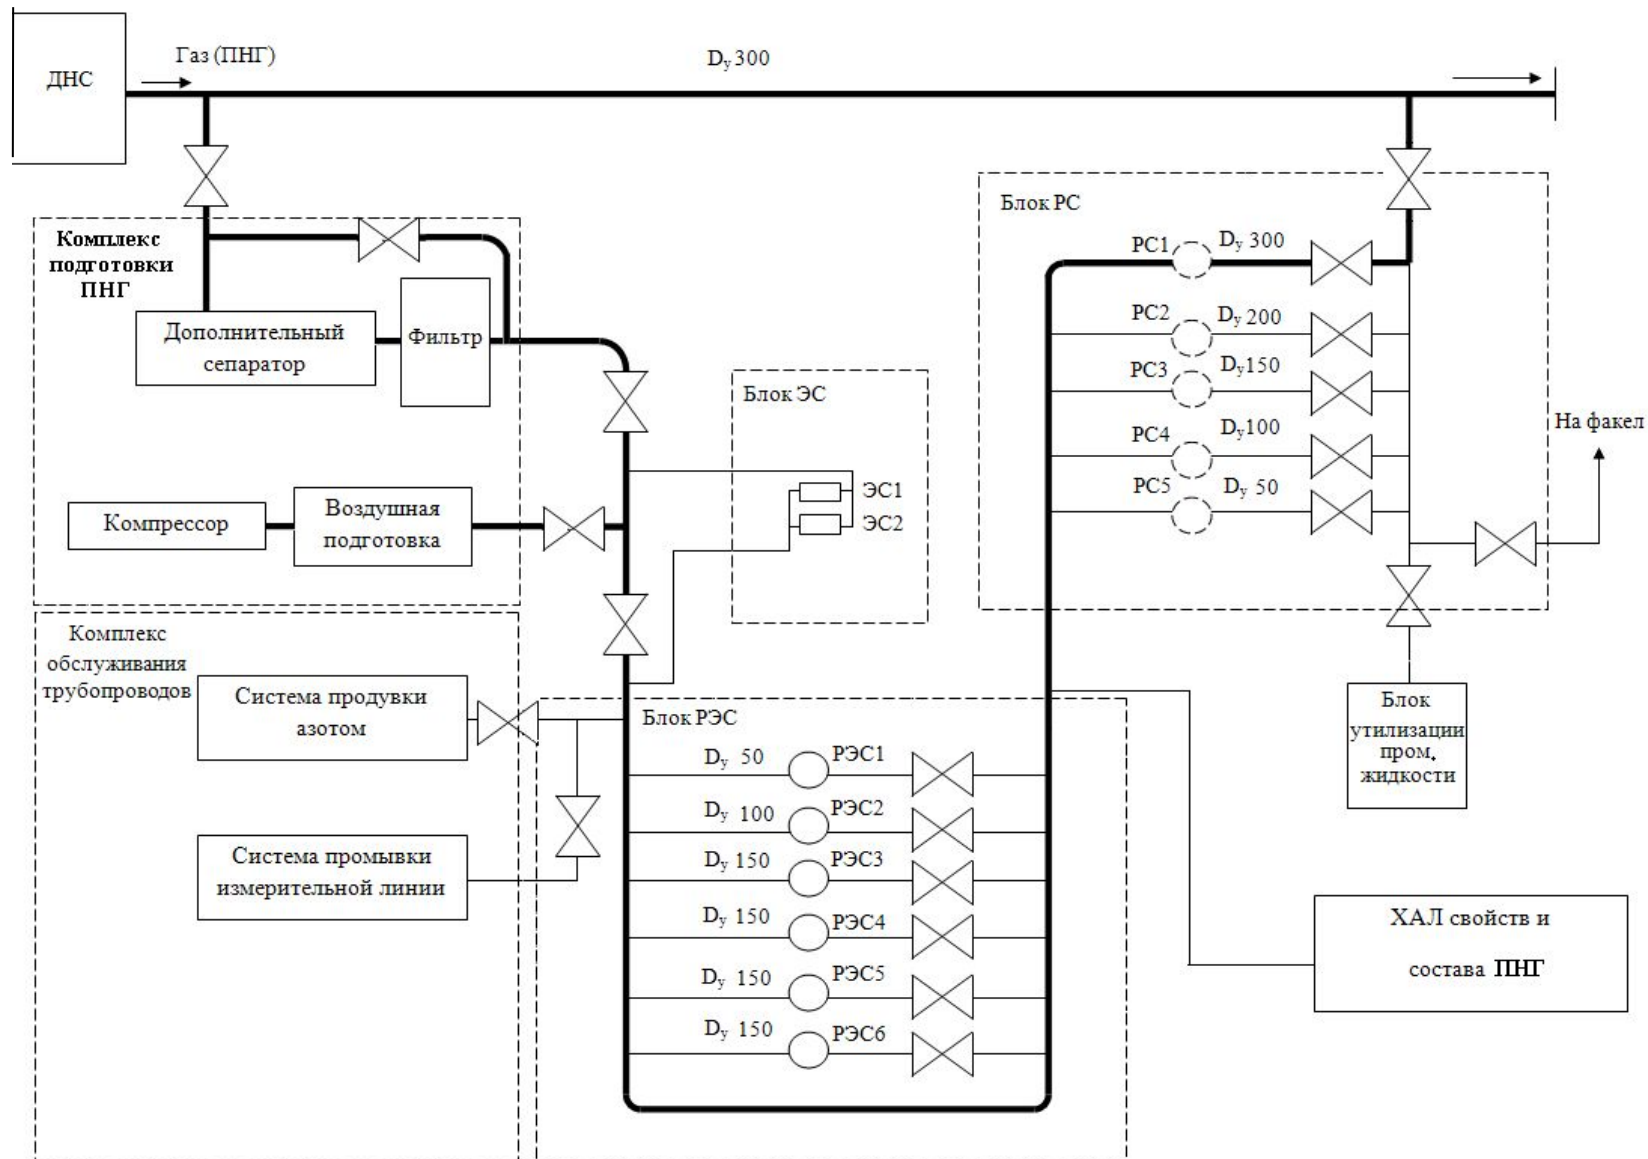 ДНС
Газ (ПНГ)
Dу 300
Комплекс
подготовки
ПНГ
Дополнительный
сепаратор
Фильтр
Компрессор
Воздушная
подготовка
Блок ЭС
ЭС1
ЭС2
Блок РС
РС1
Dу 300
РС2
Dу 200
РС3
Dу150
РС4
Dу100
РС5
Dу 50
На факел
Блок
утилизации
пром.
жидкости
Комплекс
обслуживания
трубопроводов
Система продувки
азотом
Система промывки
измерительной линии
Блок РЭС
Dу 50
РЭС1
Dу 100
РЭС2
Dу 150
РЭС3
Dу 150
РЭС4
Dу 150
РЭС5
Dу 150
РЭС6
ХАЛ свойств и
состава ПНГ